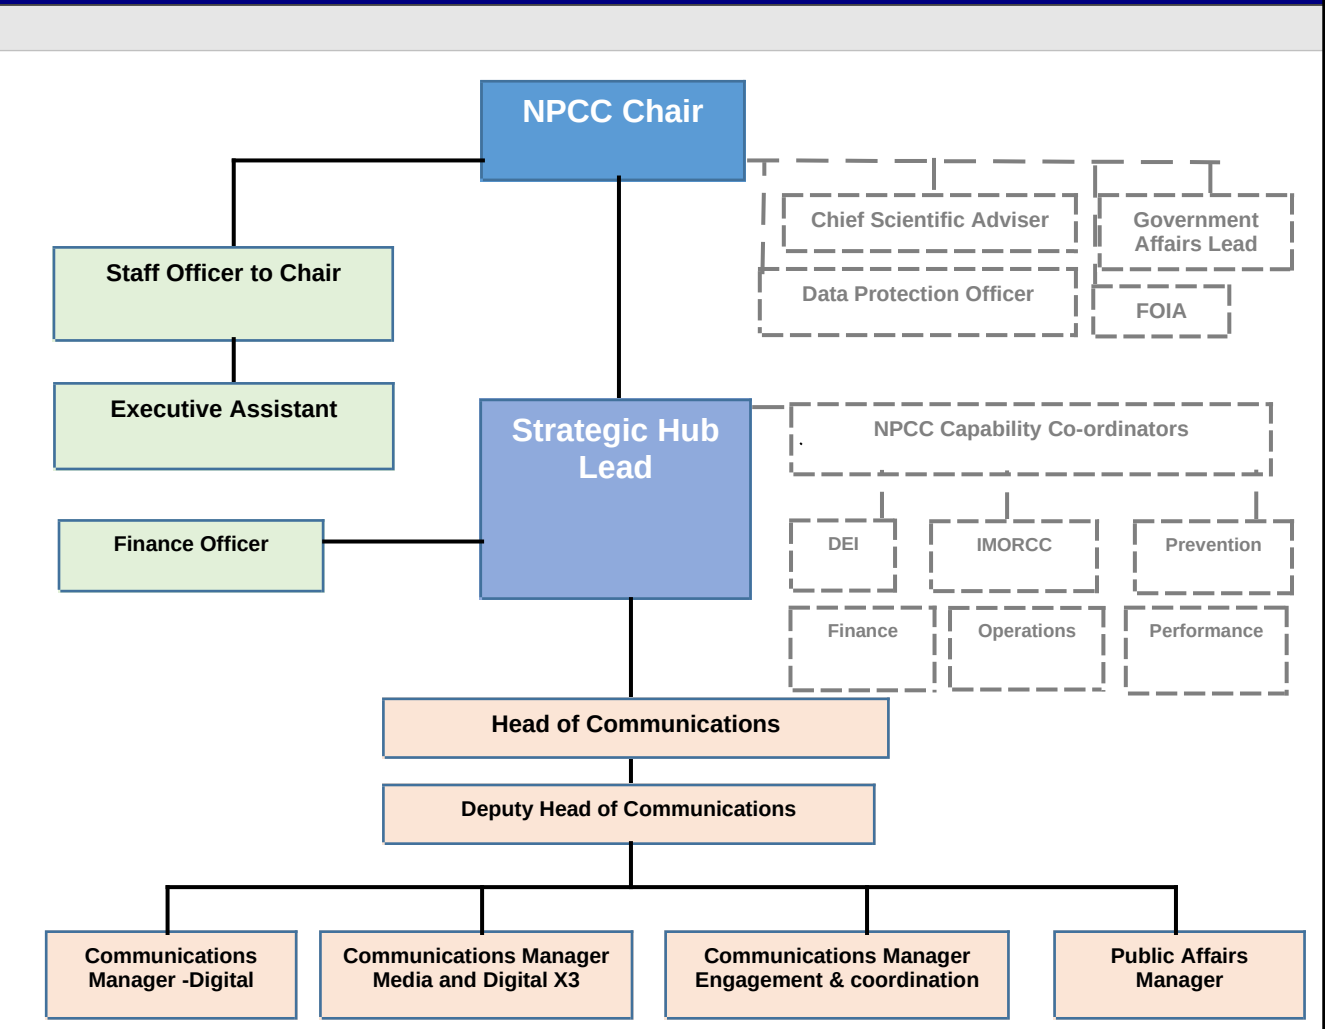 NPCC Chair
Chief Scientific Adviser
Government
Affairs Lead
Staff Officer to Chair
Data Protection Officer
FOIA
Executive Assistant
Strategic Hub
Lead
NPCC Capability Co-ordinators
.
Finance Officer
DEI
IMORCC
Prevention
Finance
Operations
Performance
Head of Communications
Deputy Head of Communications
Communications
Manager -Digital
Communications Manager
Media and Digital X3
Communications Manager
Engagement & coordination
Public Affairs
Manager